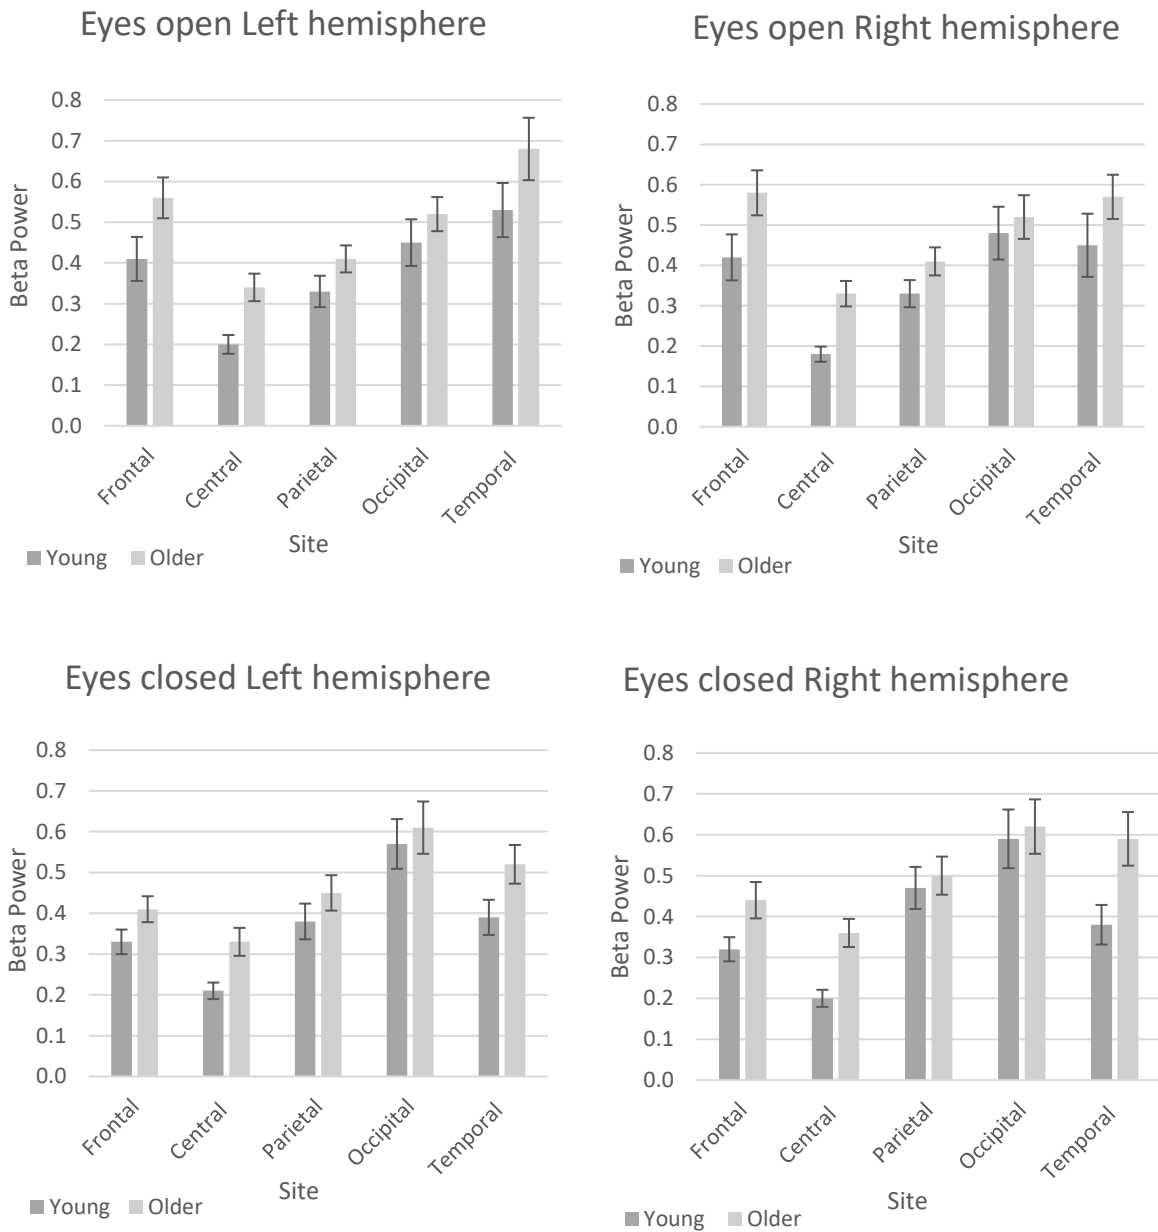 Eyes open Left hemisphere
0.8
0.7
0.6
0.5
0.4
0.3
0.2
0.1
0.0
Beta Power
Frontal
Central
Parietal
Occipital
Temporal
Site
Young Older
Eyes open Right hemisphere
0.8
0.7
0.6
0.5
0.4
0.3
0.2
0.1
0.0
Beta Power
Frontal
Central
Parietal
Occipital
Temporal
Site
Young Older
Eyes closed Left hemisphere
0.8
0.7
0.6
0.5
0.4
0.3
0.2
0.1
0.0
Beta Power
Frontal
Central
Parietal
Occipital
Temporal
Site
Young Older
Eyes closed Right hemisphere
0.8
0.7
0.6
0.5
0.4
0.3
0.2
0.1
0.0
Beta Power
Frontal
Central
Parietal
Occipital
Temporal
Site
Young Older